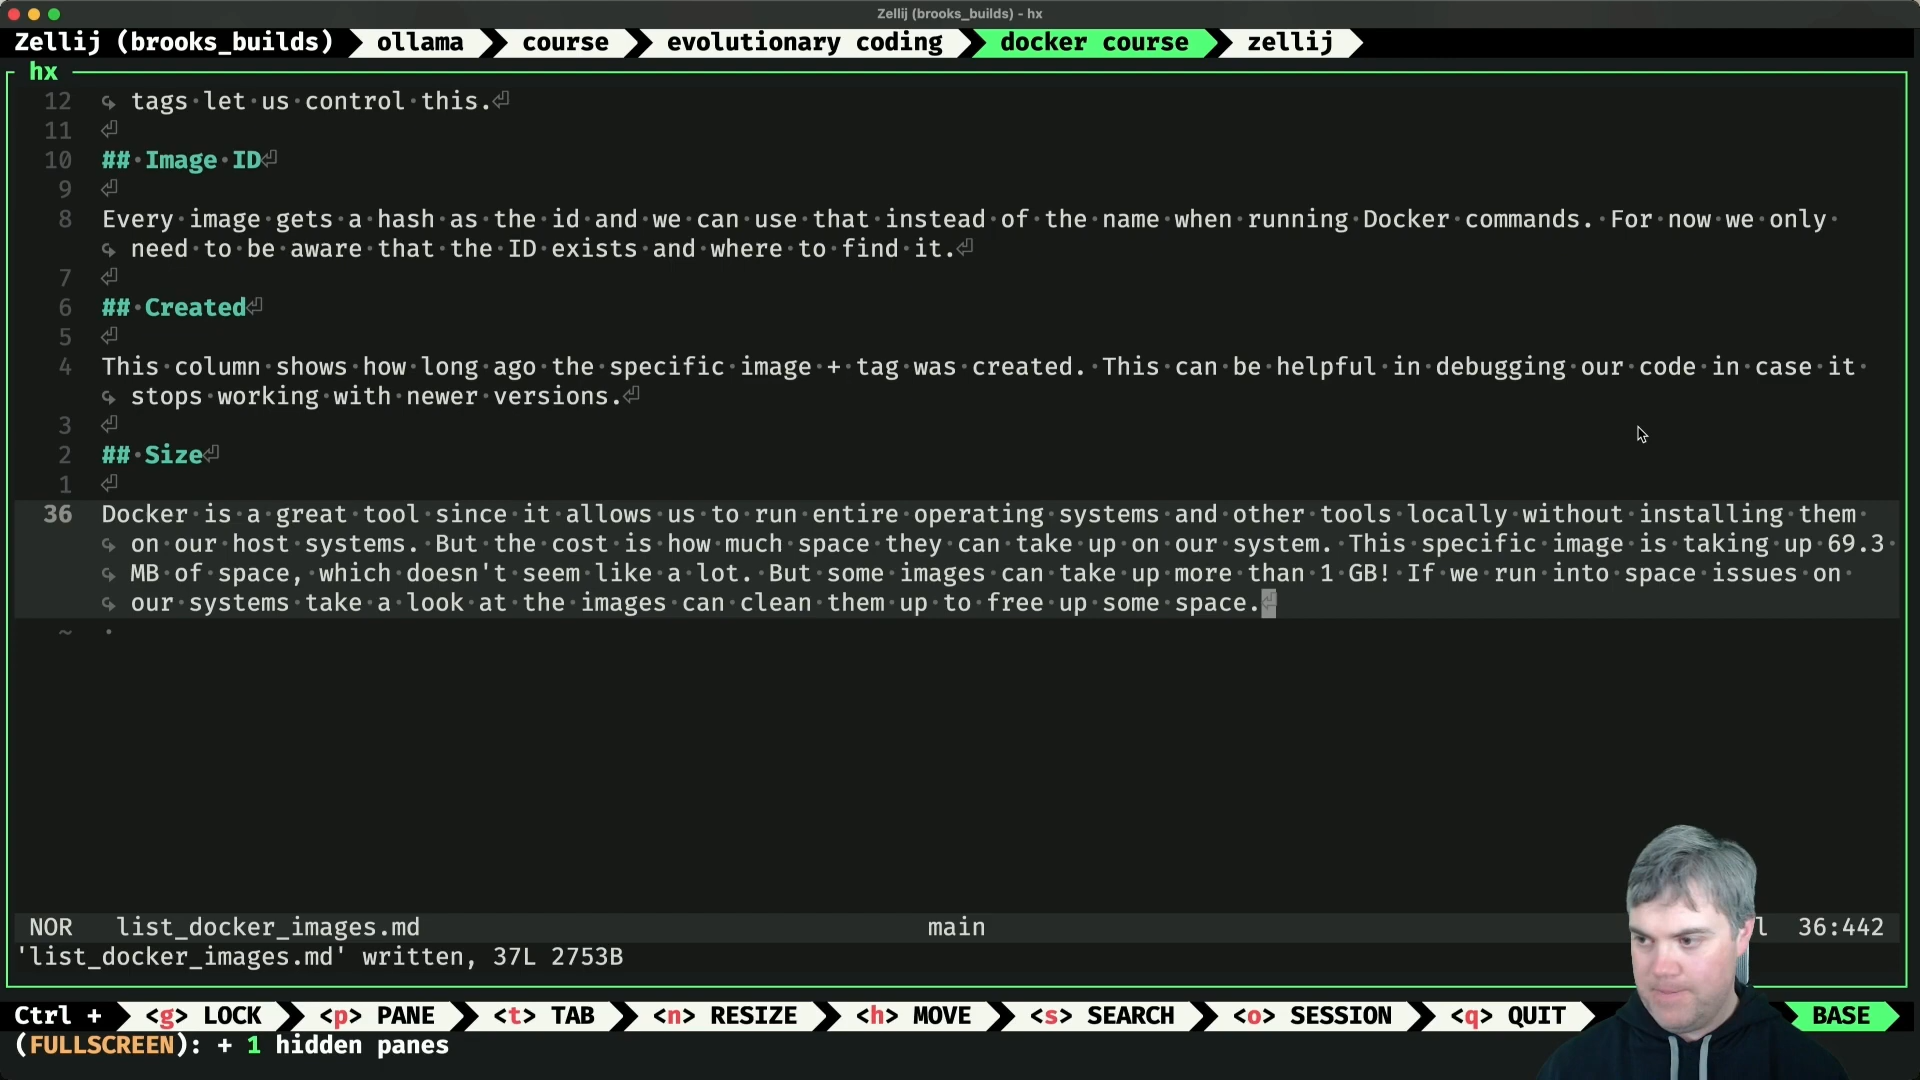 Zellij (brooks_builds) - hx
Zellij (brooks_builds) ollama course evolutionary coding docker course zellij
hx
12 ↪ tags·let·us·control·this.⏎
11 ⏎
10 ##·Image·ID⏎
9 ⏎
8 Every·image·gets·a·hash·as·the·id·and·we·can·use·that·instead·of·the·name·when·running·Docker·commands.·For·now·we·only·
↪ need·to·be·aware·that·the·ID·exists·and·where·to·find·it.⏎
7 ⏎
6 ##·Created⏎
5 ⏎
4 This·column·shows·how·long·ago·the·specific·image·+·tag·was·created.·This·can·be·helpful·in·debugging·our·code·in·case·it·
↪ stops·working·with·newer·versions.⏎
3 ⏎
2 ##·Size⏎
1 ⏎
36 Docker·is·a·great·tool·since·it·allows·us·to·run·entire·operating·systems·and·other·tools·locally·without·installing·them·
↪ on·our·host·systems.·But·the·cost·is·how·much·space·they·can·take·up·on·our·system.·This·specific·image·is·taking·up·69.3·
↪ MB·of·space,·which·doesn't·seem·like·a·lot.·But·some·images·can·take·up·more·than·1·GB!·If·we·run·into·space·issues·on·
↪ our·systems·take·a·look·at·the·images·can·clean·them·up·to·free·up·some·space.⏎
~ ·
NOR list_docker_images.md main l 36:442
'list_docker_images.md' written, 37L 2753B
Ctrl + <g> LOCK <p> PANE <t> TAB <n> RESIZE <h> MOVE <s> SEARCH <o> SESSION <q> QUIT BASE
(FULLSCREEN): + 1 hidden panes